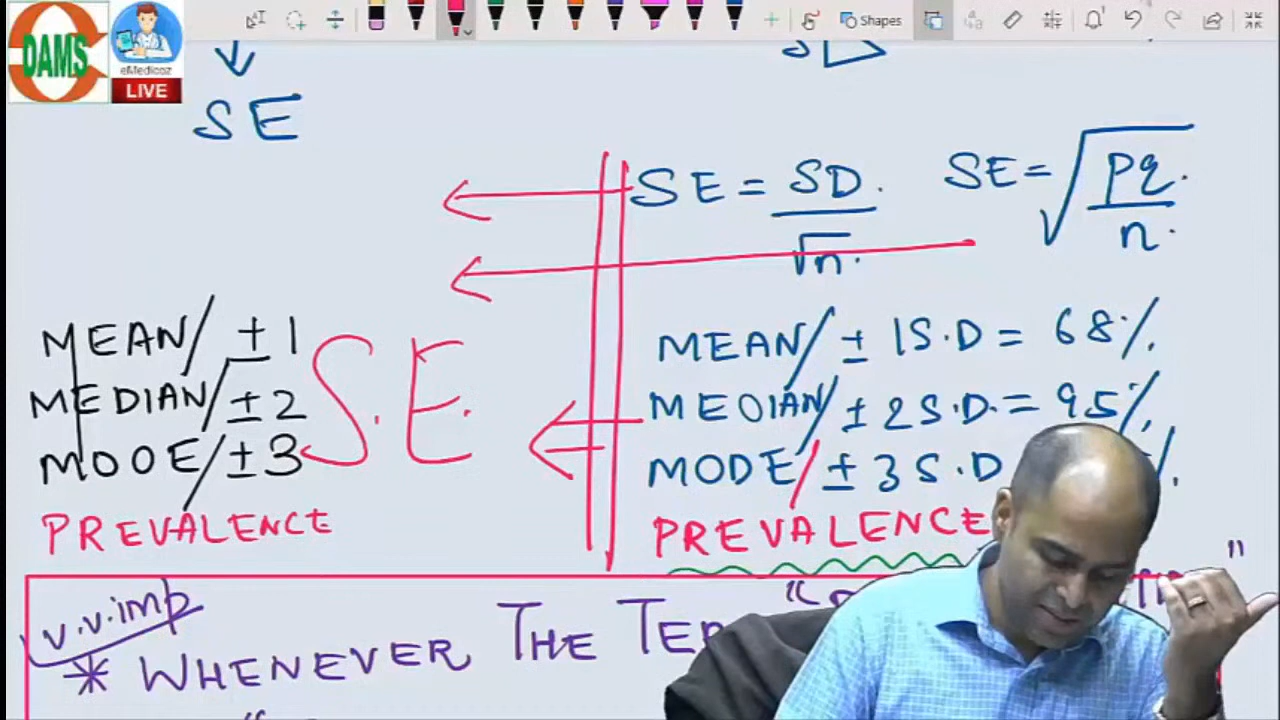 DAMS
eMedicoz
LIVE
Shapes
SE
SE = SD / √n.
SE = √pq. / n.
MEAN/ ±1
MEDIAN/ ±2
MODE/ ±3
S.E.
PREVALENCE
MEAN/ ± 1S.D = 68%.
MEDIAN/ ± 2S.D. = 95%.
MODE/ ± 3S.D %.
PREVALENCE
v.v.imp
* WHENEVER THE